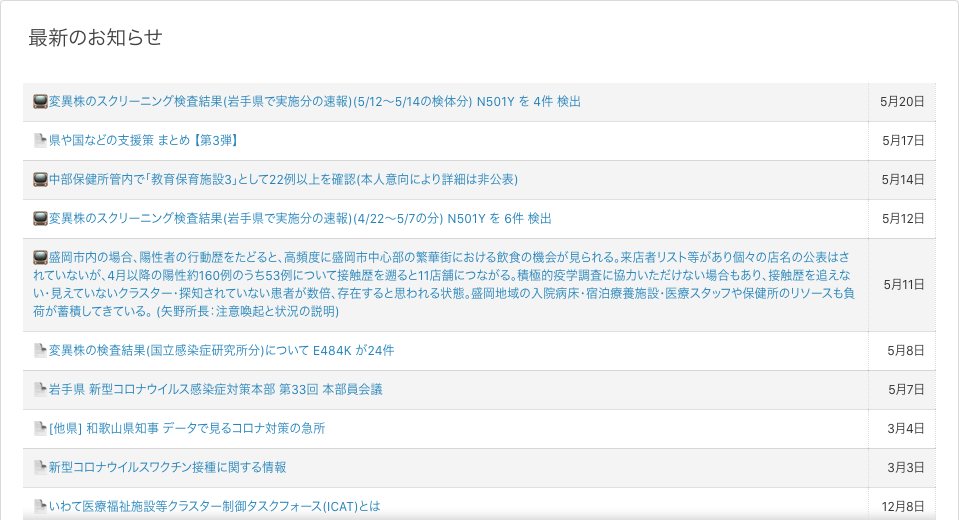 最新のお知らせ
変異株のスクリーニング検査結果(岩手県で実施分の速報)(5/12〜5/14の検体分) N501Y を 4件 検出 5月20日
県や国などの支援策 まとめ【第3弾】 5月17日
中部保健所管内で「教育保育施設3」として22例以上を確認(本人意向により詳細は非公表) 5月14日
変異株のスクリーニング検査結果(岩手県で実施分の速報)(4/22〜5/7の分) N501Y を 6件 検出 5月12日
盛岡市内の場合、陽性者の行動歴をたどると、高頻度に盛岡市中心部の繁華街における飲食の機会が見られる。来店者リスト等があり個々の店名の公表はさ
れていないが、4月以降の陽性約160例のうち53例について接触歴を遡ると11店舗につながる。積極的疫学調査に協力いただけない場合もあり、接触歴を追えな
い・見えていないクラスター・探知されていない患者が数倍、存在すると思われる状態。盛岡地域の入院病床・宿泊療養施設・医療スタッフや保健所のリソースも負
荷が蓄積してきている。 (矢野所長：注意喚起と状況の説明) 5月11日
変異株の検査結果(国立感染症研究所分)について E484K が24件 5月8日
岩手県 新型コロナウイルス感染症対策本部 第33回 本部員会議 5月7日
[他県] 和歌山県知事 データで見るコロナ対策の急所 3月4日
新型コロナウイルスワクチン接種に関する情報 3月3日
いわて医療福祉施設等クラスター制御タスクフォース(ICAT)とは 12月8日